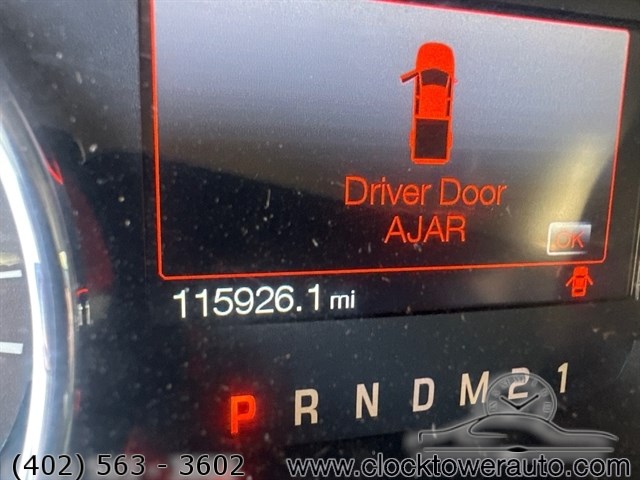 Driver Door
AJAR
OK
115926.1 mi
P R N D M 2 1
(402) 563 - 3602
www.clocktowerauto.com